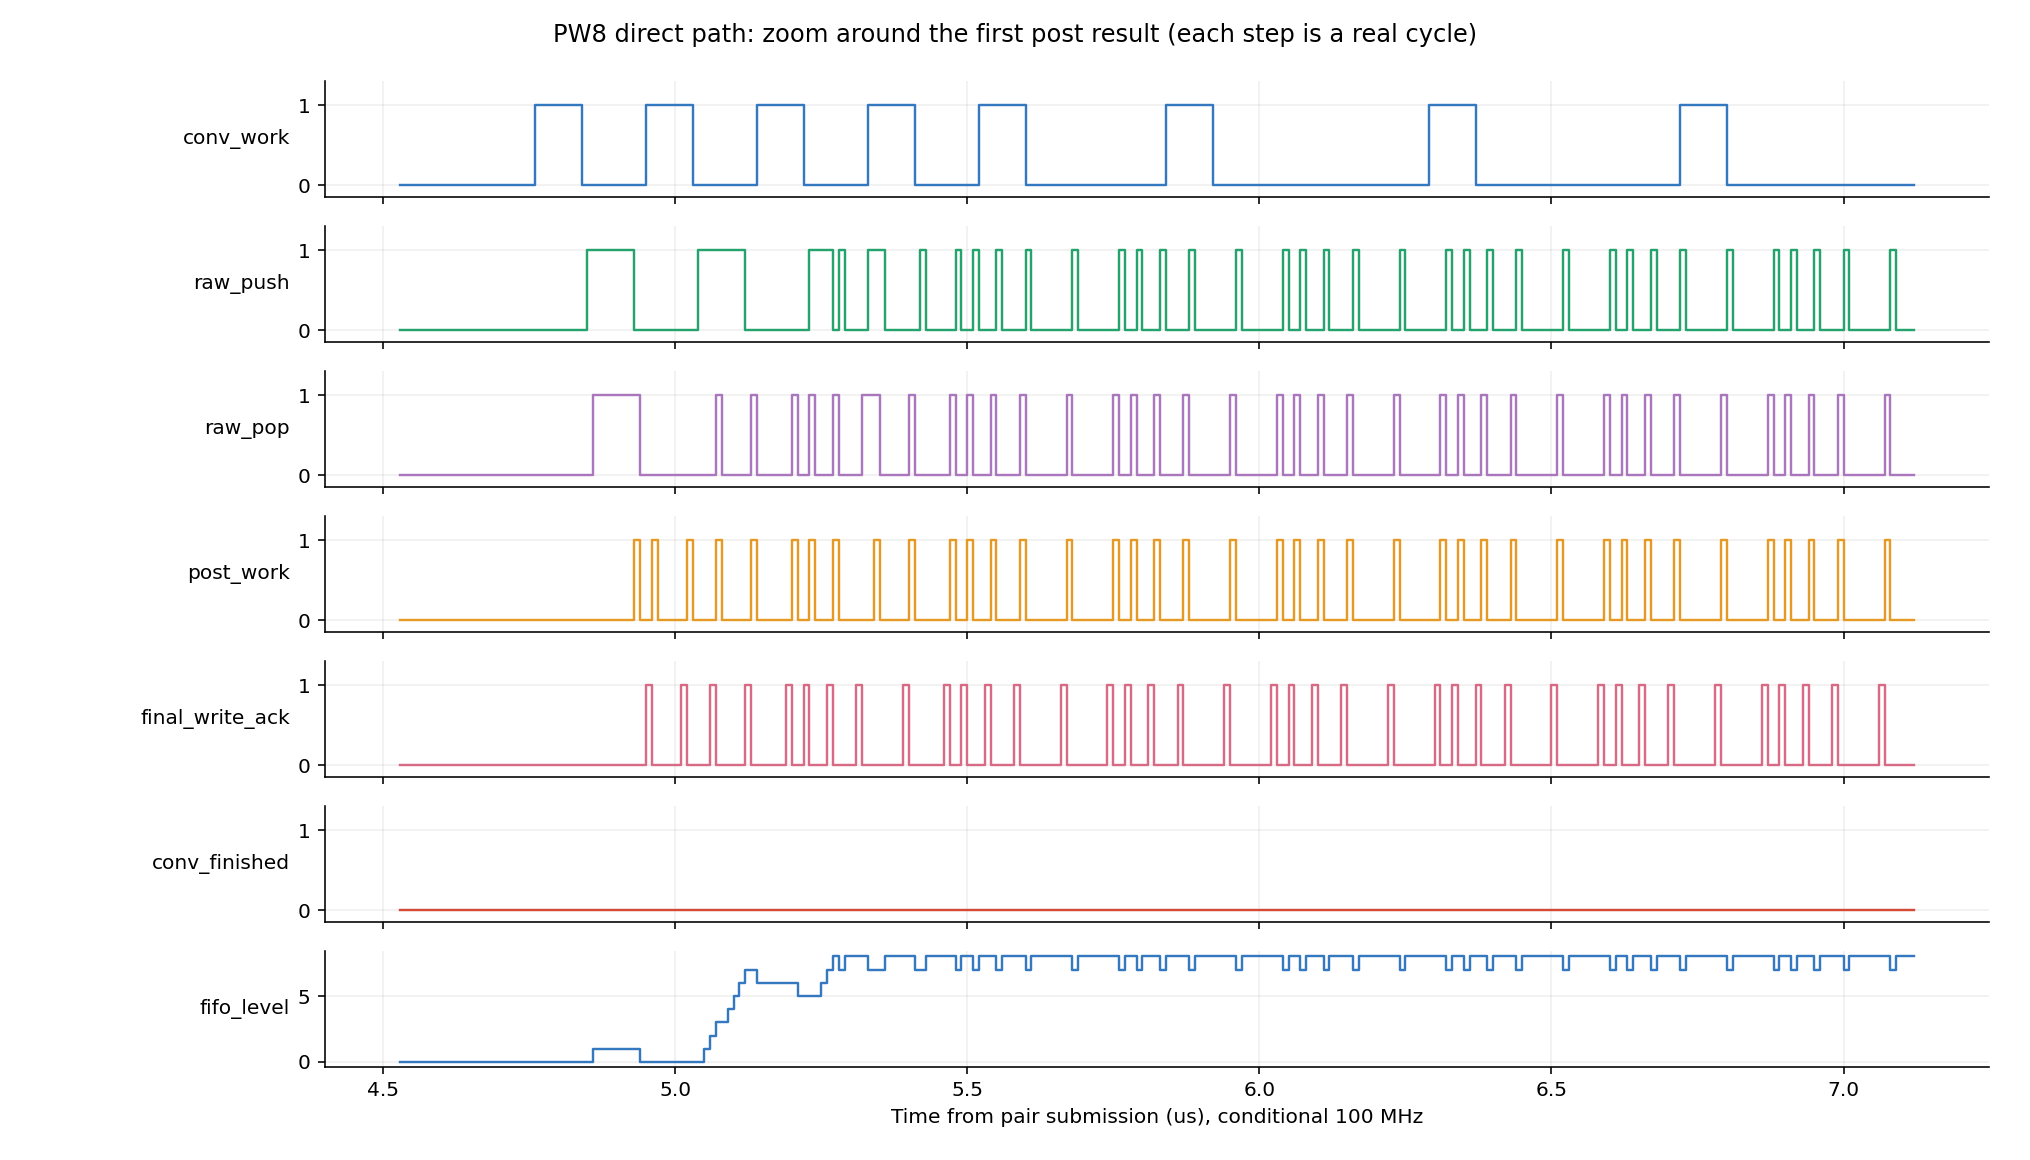 PW8 direct path: zoom around the first post result (each step is a real cycle)
1
conv_work
0
1
raw_push
0
1
raw_pop
0
1
post_work
0
1
final_write_ack
0
1
conv_finished
0
5
fifo_level
0
4.5 5.0 5.5 6.0 6.5 7.0
Time from pair submission (us), conditional 100 MHz